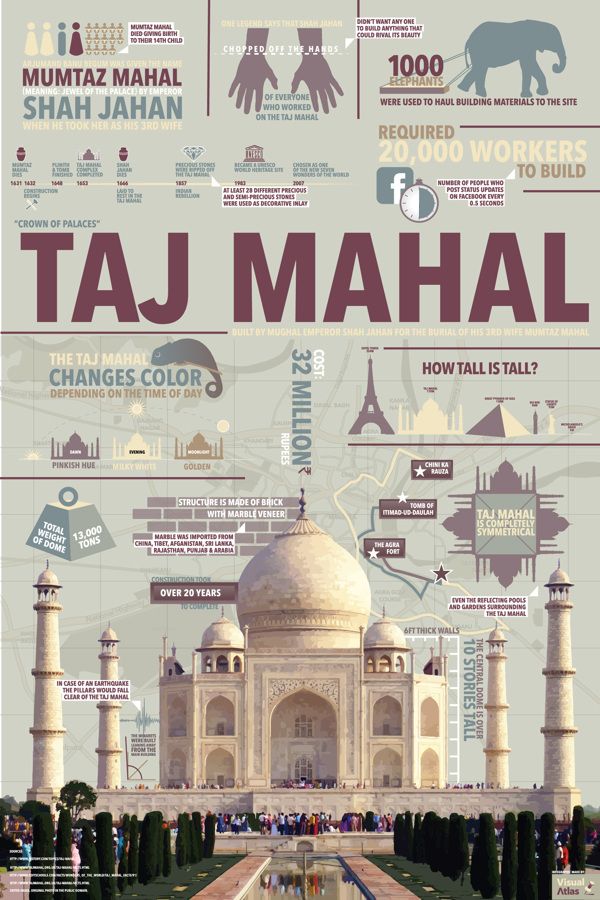 MUMTAZ MAHAL
DIED GIVING BIRTH
TO THEIR 14TH CHILD
ARJUMAND BANU BEGUM WAS GIVEN THE NAME
MUMTAZ MAHAL
(MEANING: JEWEL OF THE PALACE) BY EMPEROR
SHAH JAHAN
WHEN HE TOOK HER AS HIS 3RD WIFE
ONE LEGEND SAYS THAT SHAH JAHAN
CHOPPED OFF THE HANDS
OF EVERYONE
WHO WORKED
ON THE TAJ MAHAL
DIDN'T WANT ANY ONE
TO BUILD ANYTHING THAT
COULD RIVAL ITS BEAUTY
1000
ELEPHANTS
WERE USED TO HAUL BUILDING MATERIALS TO THE SITE
REQUIRED
20,000 WORKERS
TO BUILD
NUMBER OF PEOPLE WHO
POST STATUS UPDATES
ON FACEBOOK EVERY
0.5 SECONDS
MUMTAZ
MAHAL
DIES
1631
1632
CONSTRUCTION
BEGINS
PLINTH
& TOMB
FINISHED
1648
TAJ MAHAL
COMPLEX
COMPLETED
1653
SHAH
JAHAN
DIES
1666
LAID TO
REST IN THE
TAJ MAHAL
PRECIOUS STONES
WERE RIPPED OFF
THE TAJ MAHAL
1857
INDIAN
REBELLION
BECAME A UNESCO
WORLD HERITAGE SITE
1983
CHOSEN AS ONE
OF THE NEW SEVEN
WONDERS OF THE WORLD
2007
AT LEAST 28 DIFFERENT PRECIOUS
AND SEMI-PRECIOUS STONES
WERE USED AS DECORATIVE INLAY
"CROWN OF PALACES"
TAJ MAHAL
BUILT BY MUGHAL EMPEROR SHAH JAHAN FOR THE BURIAL OF HIS 3RD WIFE MUMTAZ MAHAL
THE TAJ MAHAL
CHANGES COLOR
DEPENDING ON THE TIME OF DAY
DAWN
PINKISH HUE
EVENING
MILKY WHITE
MOONLIGHT
GOLDEN
COST:
32 MILLION
RUPEES
HOW TALL IS TALL?
CHINI KA
RAUZA
TOMB OF
ITIMAD-UD-DAULAH
THE AGRA
FORT
TAJ MAHAL
IS COMPLETELY
SYMMETRICAL
EVEN THE REFLECTING POOLS
AND GARDENS SURROUNDING
THE TAJ MAHAL
TOTAL
WEIGHT
OF DOME
13,000
TONS
STRUCTURE IS MADE OF BRICK
WITH MARBLE VENEER
MARBLE WAS IMPORTED FROM
CHINA, TIBET, AFGANISTAN, SRI LANKA,
RAJASTHAN, PUNJAB & ARABIA
CONSTRUCTION TOOK
OVER 20 YEARS
TO COMPLETE
6FT THICK WALLS
THE CENTRAL DOME IS OVER
10 STORIES TALL
IN CASE OF AN EARTHQUAKE
THE PILLARS WOULD FALL
CLEAR OF THE TAJ MAHAL
THE MINARETS
WERE BUILT
LEANING AWAY
FROM THE
MAIN BUILDING
SOURCES
Visual
Atlas